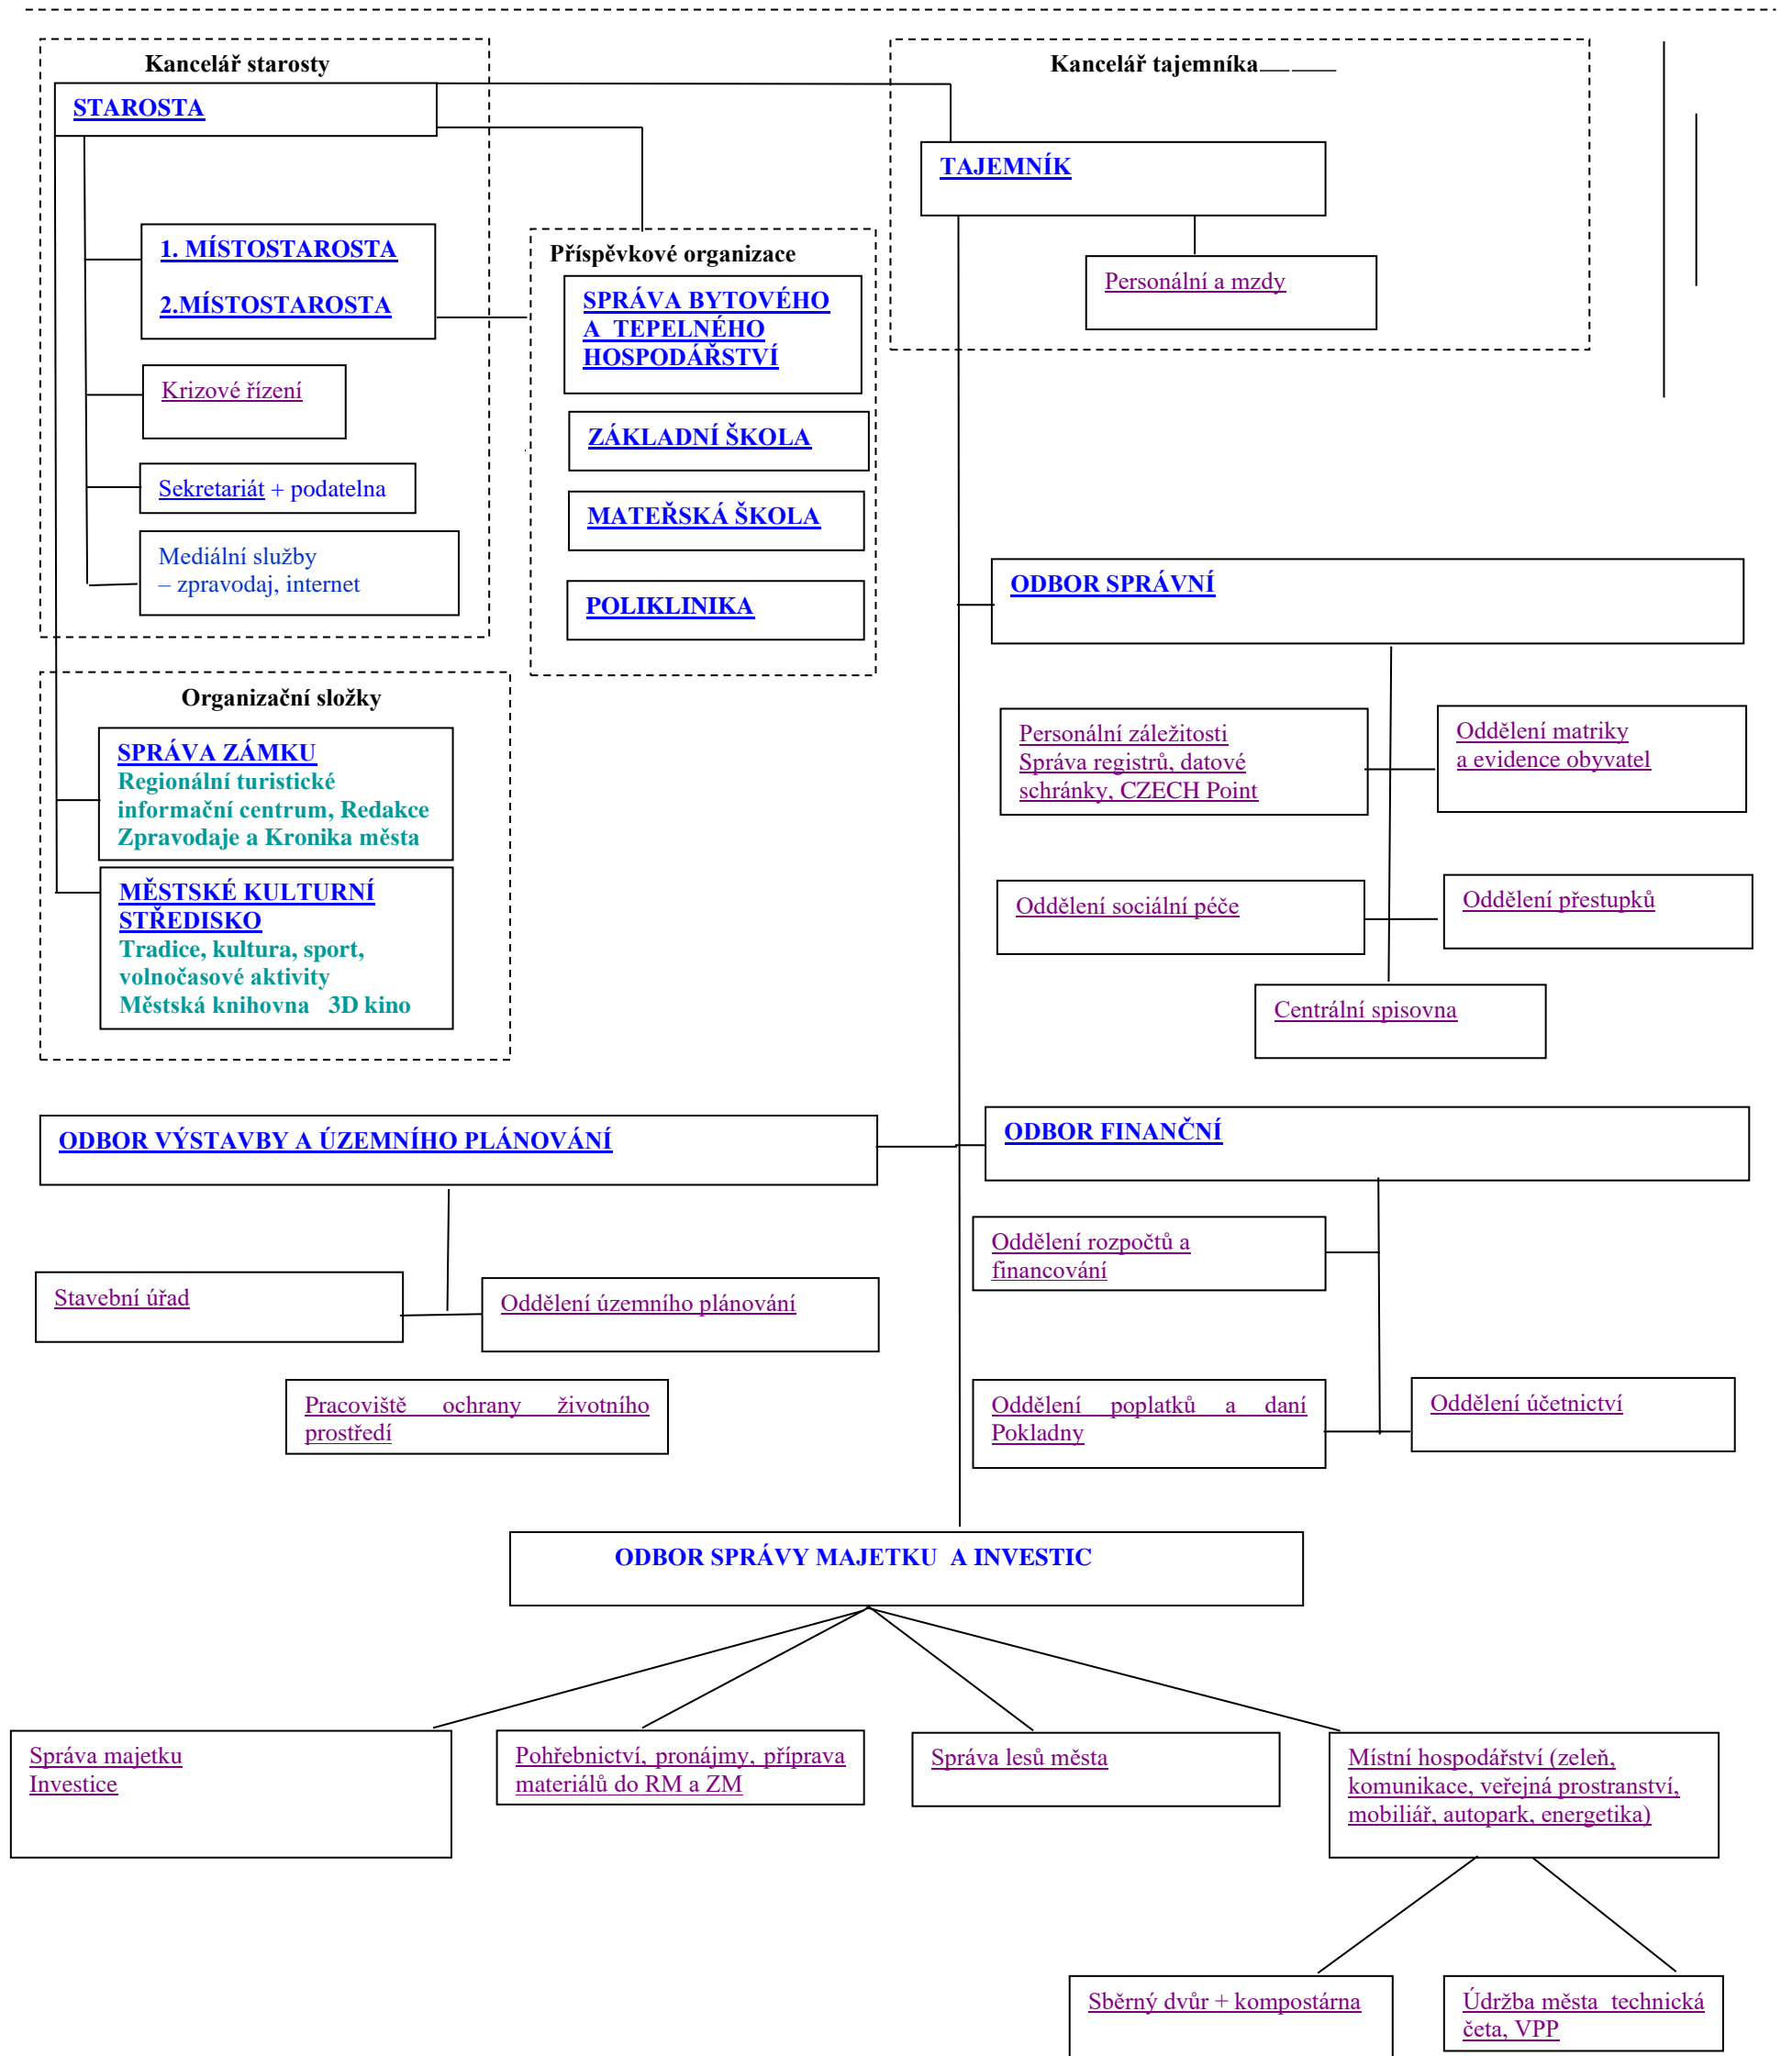 Kancelář starosty
STAROSTA
1. MÍSTOSTAROSTA
2.MÍSTOSTAROSTA
Krizové řízení
Sekretariát + podatelna
Mediální služby
– zpravodaj, internet
Příspěvkové organizace
SPRÁVA BYTOVÉHO
A TEPELNÉHO
HOSPODÁŘSTVÍ
ZÁKLADNÍ ŠKOLA
MATEŘSKÁ ŠKOLA
POLIKLINIKA
Kancelář tajemníka
TAJEMNÍK
Personální a mzdy
Organizační složky
SPRÁVA ZÁMKU
Regionální turistické
informační centrum, Redakce
Zpravodaje a Kronika města
MĚSTSKÉ KULTURNÍ
STŘEDISKO
Tradice, kultura, sport,
volnočasové aktivity
Městská knihovna 3D kino
ODBOR SPRÁVNÍ
Personální záležitosti
Správa registrů, datové
schránky, CZECH Point
Oddělení matriky
a evidence obyvatel
Oddělení sociální péče
Oddělení přestupků
Centrální spisovna
ODBOR VÝSTAVBY A ÚZEMNÍHO PLÁNOVÁNÍ
Stavební úřad
Oddělení územního plánování
Pracoviště ochrany životního
prostředí
ODBOR FINANČNÍ
Oddělení rozpočtů a
financování
Oddělení poplatků a daní
Pokladny
Oddělení účetnictví
ODBOR SPRÁVY MAJETKU A INVESTIC
Správa majetku
Investice
Pohřebnictví, pronájmy, příprava
materiálů do RM a ZM
Správa lesů města
Místní hospodářství (zeleň,
komunikace, veřejná prostranství,
mobiliář, autopark, energetika)
Sběrný dvůr + kompostárna
Údržba města technická
četa, VPP